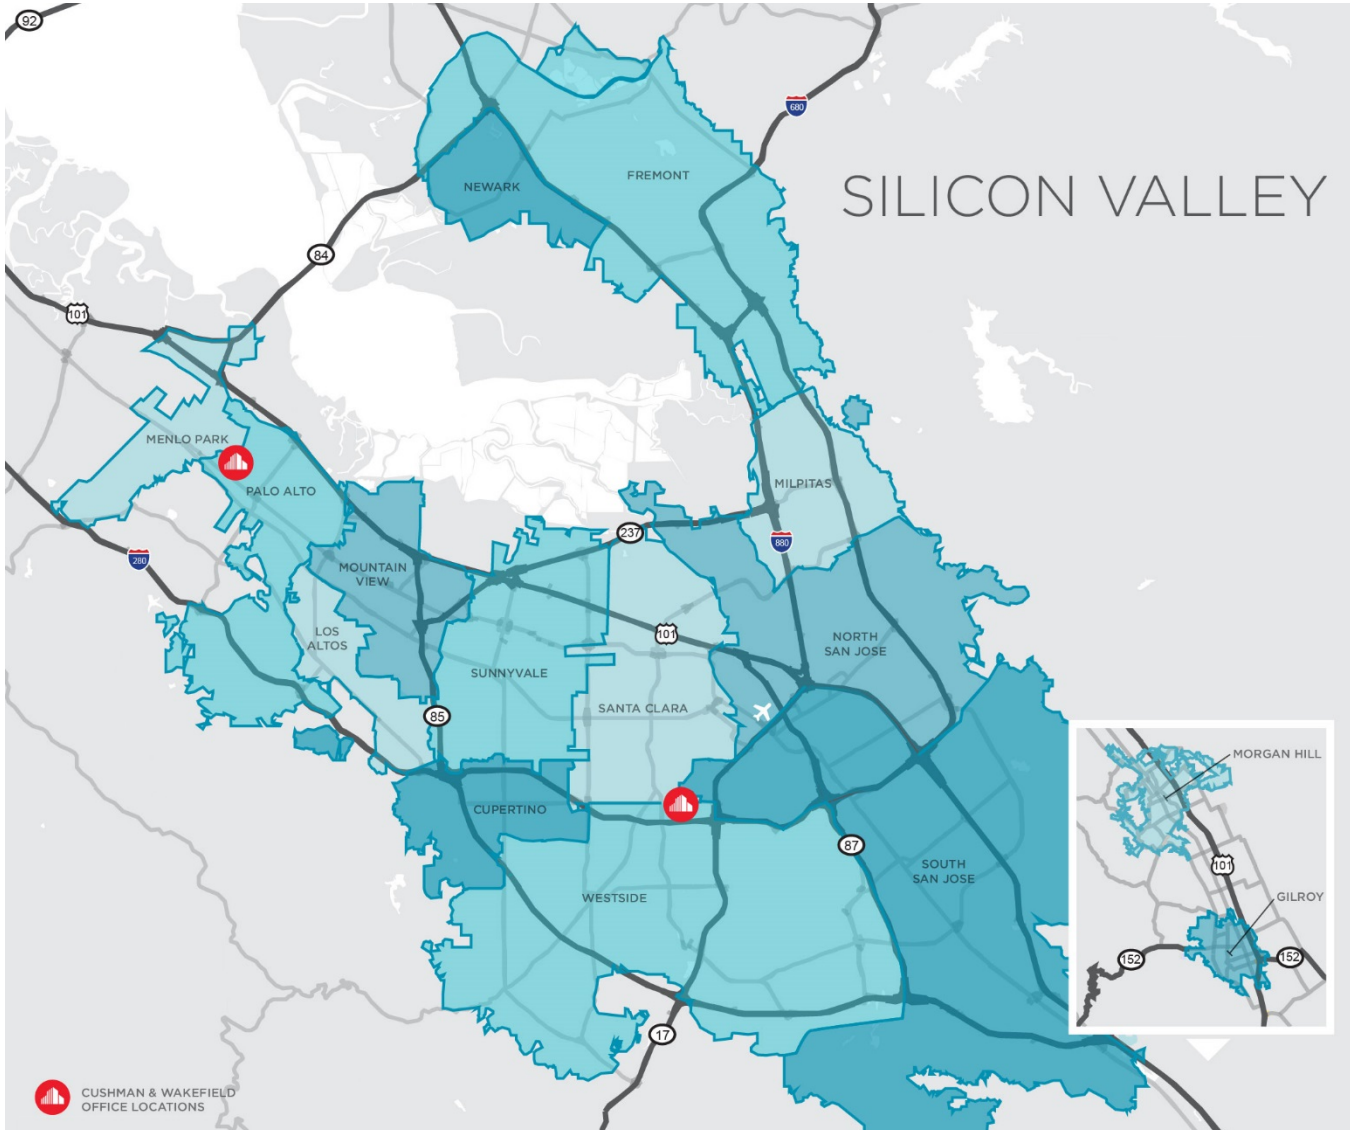 92
680
SILICON VALLEY
FREMONT
NEWARK
84
101
MENLO PARK
PALO ALTO
MILPITAS
237
880
280
MOUNTAIN
VIEW
LOS
ALTOS
101
NORTH
SAN JOSE
SUNNYVALE
SANTA CLARA
85
CUPERTINO
87
SOUTH
SAN JOSE
WESTSIDE
17
MORGAN HILL
101
GILROY
152
152
CUSHMAN & WAKEFIELD
OFFICE LOCATIONS